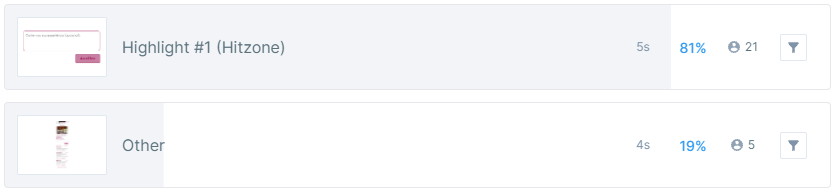 Highlight #1 (Hitzone) 5s 81% 21
Other 4s 19% 5